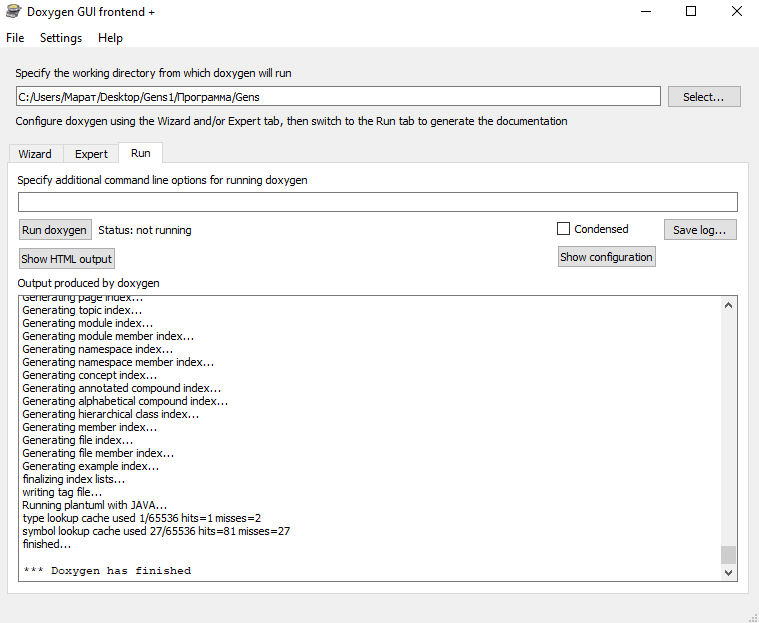 Doxygen GUI frontend +
File Settings Help
Specify the working directory from which doxygen will run
C:/Users/Марат/Desktop/Gens1/Программа/Gens
Select...
Configure doxygen using the Wizard and/or Expert tab, then switch to the Run tab to generate the documentation
Wizard Expert Run
Specify additional command line options for running doxygen
Run doxygen Status: not running Condensed Save log...
Show HTML output Show configuration
Output produced by doxygen
Generating page index...
Generating topic index...
Generating module index...
Generating module member index...
Generating namespace index...
Generating namespace member index...
Generating concept index...
Generating annotated compound index...
Generating alphabetical compound index...
Generating hierarchical class index...
Generating member index...
Generating file index...
Generating file member index...
Generating example index...
finalizing index lists...
writing tag file...
Running plantuml with JAVA...
type lookup cache used 1/65536 hits=1 misses=2
symbol lookup cache used 27/65536 hits=81 misses=27
finished...
*** Doxygen has finished